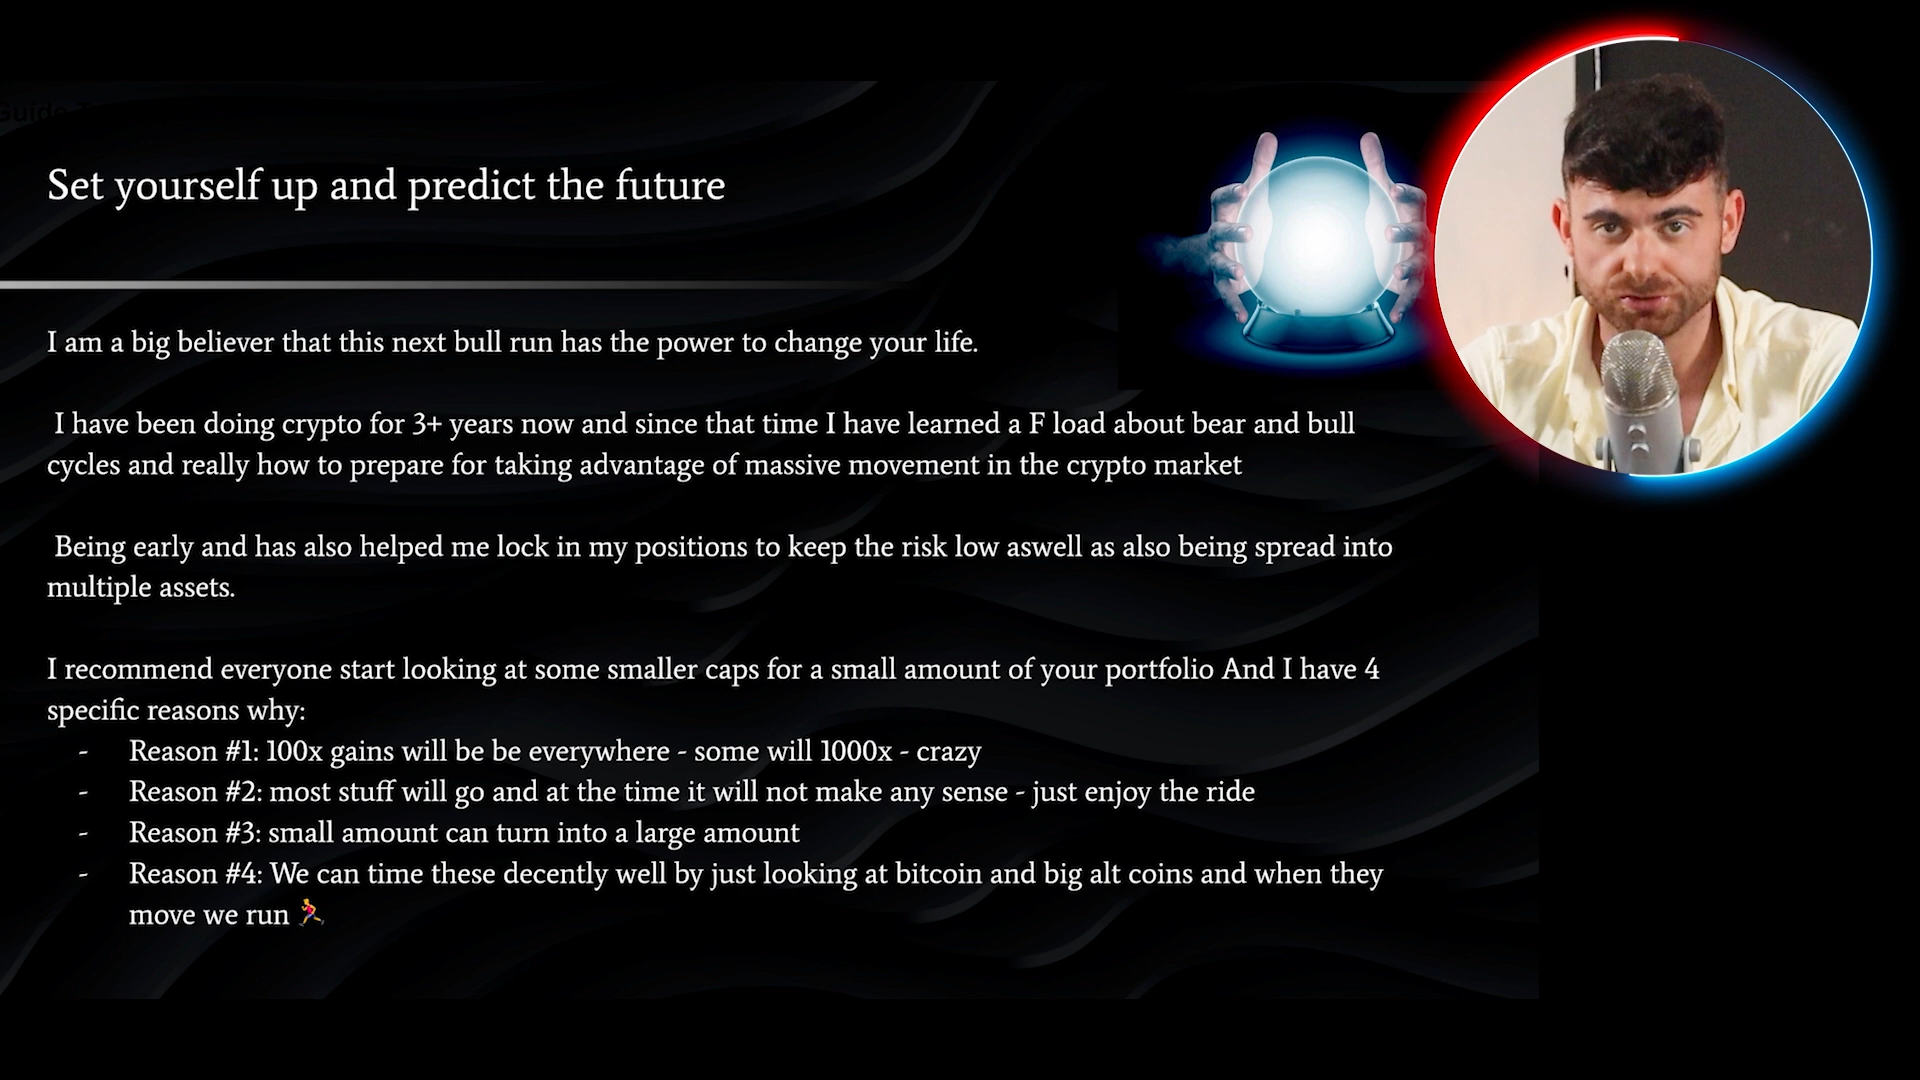 Guide
Set yourself up and predict the future
I am a big believer that this next bull run has the power to change your life.
I have been doing crypto for 3+ years now and since that time I have learned a F load about bear and bull
cycles and really how to prepare for taking advantage of massive movement in the crypto market
Being early and has also helped me lock in my positions to keep the risk low aswell as also being spread into
multiple assets.
I recommend everyone start looking at some smaller caps for a small amount of your portfolio And I have 4
specific reasons why:
- Reason #1: 100x gains will be be everywhere - some will 1000x - crazy
- Reason #2: most stuff will go and at the time it will not make any sense - just enjoy the ride
- Reason #3: small amount can turn into a large amount
- Reason #4: We can time these decently well by just looking at bitcoin and big alt coins and when they
move we run 🏃